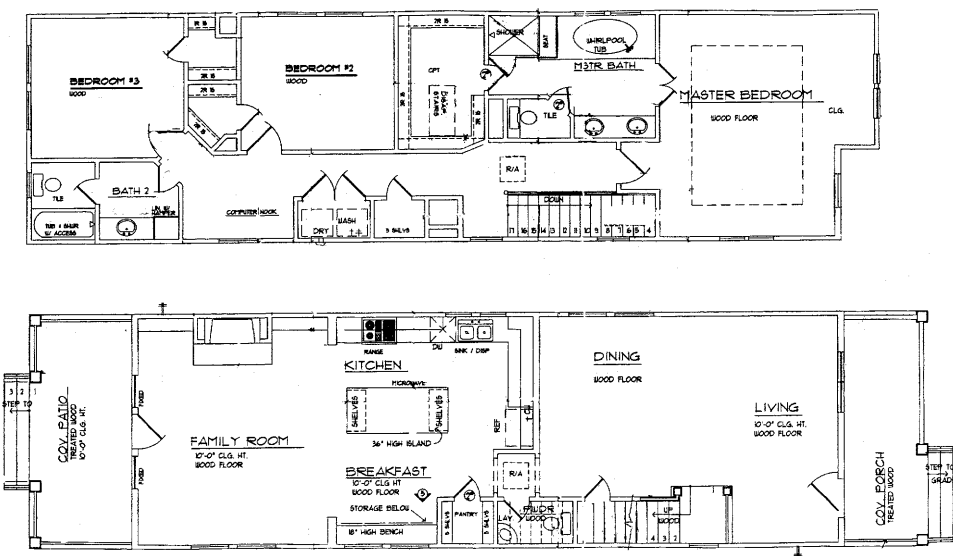 2R 1S
2R 1S
SHOWER
SEAT
WHIRLPOOL
TUB
BEDROOM #3
WOOD
2R 1S
BEDROOM #2
WOOD
CPT
MSTR BATH
2R 1S
DISAP.
STAIRS
MASTER BEDROOM
WOOD FLOOR
CLG.
2R 1S
TILE
R/A
BATH 2
TILE
TUB & SHWR
W/ ACCESS
HAMPER
COMPUTER NOOK
DRY
WASH
5 SHLVS
DOWN
17 16 15 14 13 12 11 10 9 8 7 6 5 4
RANGE
DW
SINK / DISP
KITCHEN
MICROWAVE
SHELVES
SHELVES
36" HIGH ISLAND
REF
DINING
WOOD FLOOR
LIVING
10'-0" CLG. HT.
WOOD FLOOR
3 2 1
STEP TO
COV. PATIO
TREATED WOOD
10'-0" CLG. HT.
FIXED
FIXED
FAMILY ROOM
10'-0" CLG. HT.
WOOD FLOOR
BREAKFAST
10'-0" CLG HT
WOOD FLOOR
STORAGE BELOW
18" HIGH BENCH
R/A
5 SHLVS
PANTRY
5 SHLVS
LAV
PWDR
WOOD
UP
WOOD
4 3 2
COV. PORCH
TREATED WOOD
STEP TO
GRADE